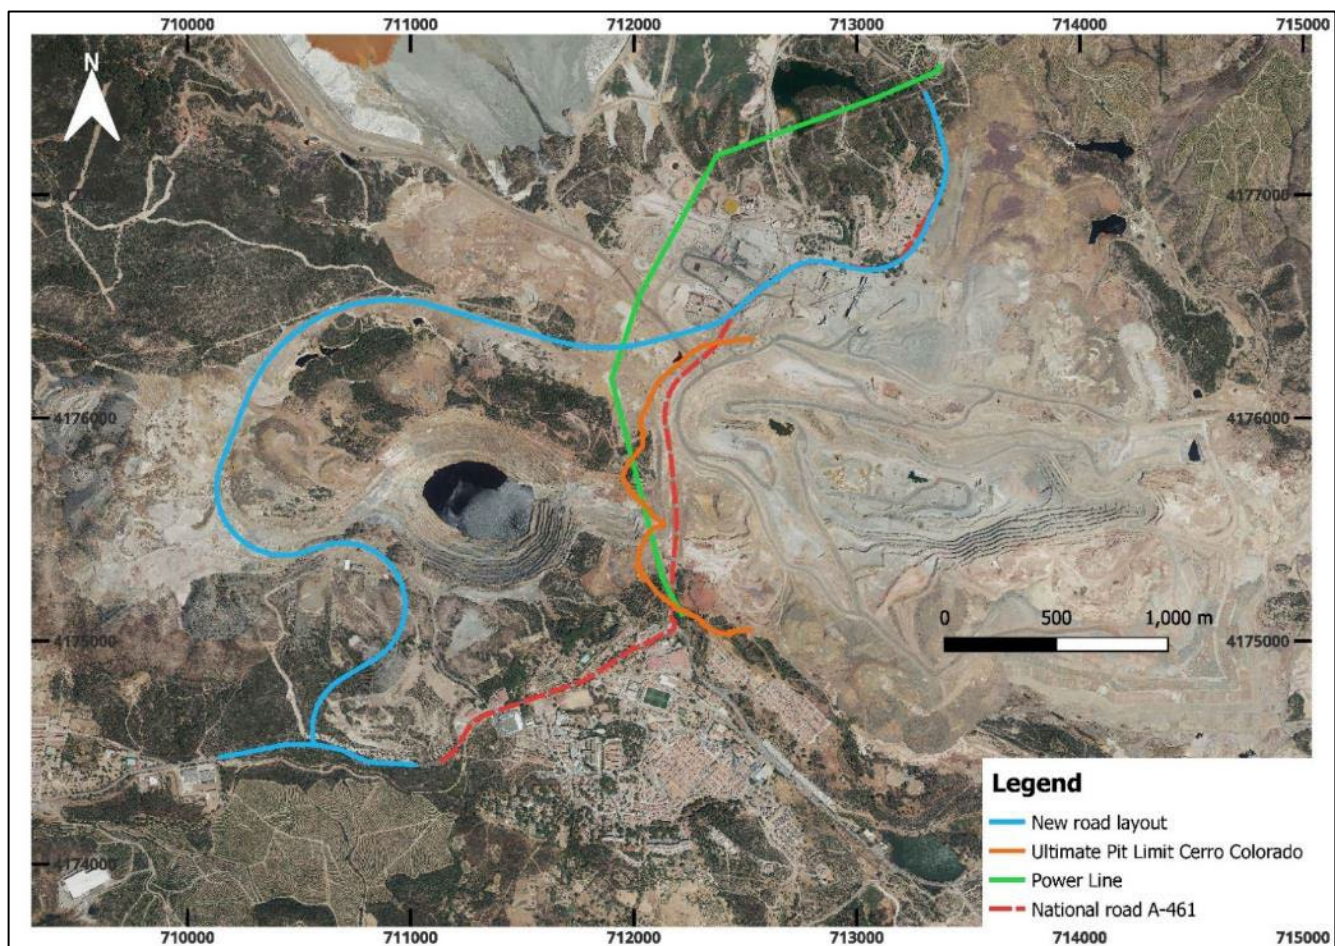 710000 711000 712000 713000 714000 715000
N
4177000 4177000
4176000 4176000
0 500 1,000 m
4175000 4175000
Legend
New road layout
Ultimate Pit Limit Cerro Colorado
Power Line
National road A-461
4174000
710000 711000 712000 713000 714000 715000